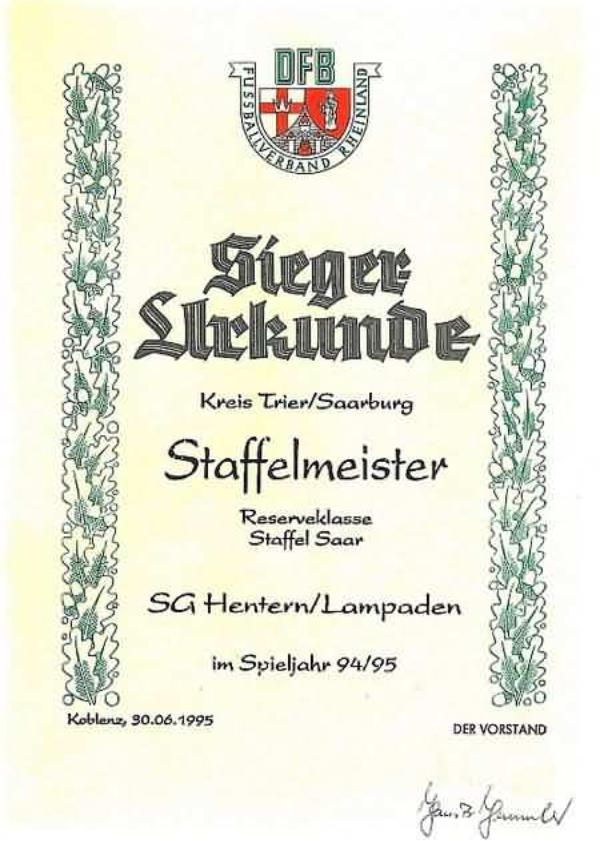 DFB
FUSSBALLVERBAND RHEINLAND
Sieger-
Urkunde
Kreis Trier/Saarburg
Staffelmeister
Reserveklasse
Staffel Saar
SG Hentern/Lampaden
im Spieljahr 94/95
Koblenz, 30.06.1995
DER VORSTAND